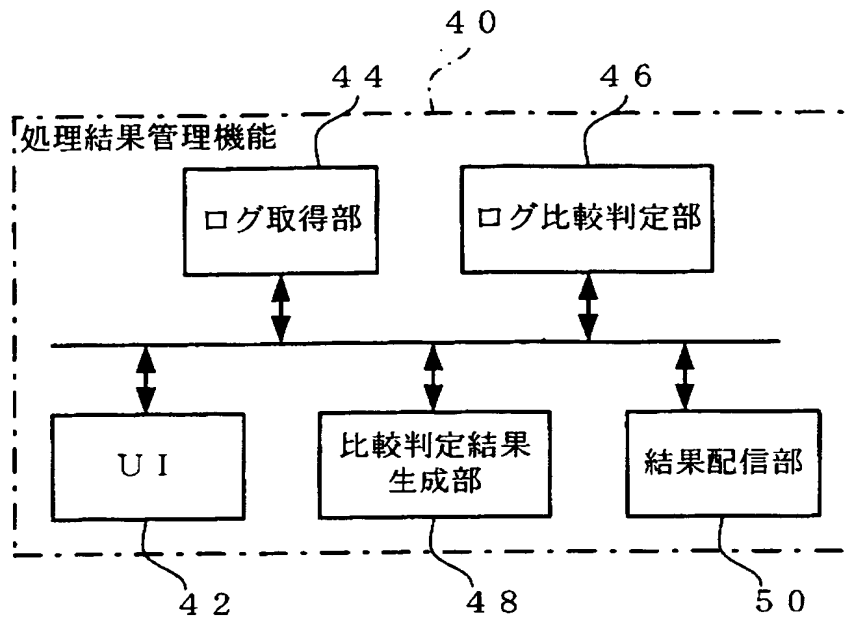 ４０
４４
４６
処理結果管理機能
ログ取得部
ログ比較判定部
ＵＩ
比較判定結果
生成部
結果配信部
４２
４８
５０